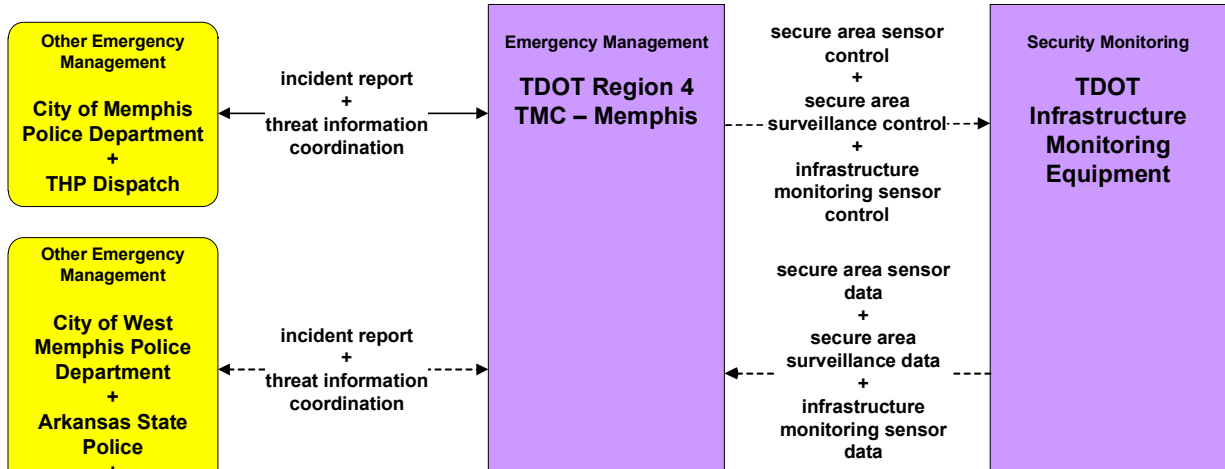 Other Emergency
Management
City of Memphis
Police Department
+
THP Dispatch
incident report
+
threat information
coordination
Emergency Management
TDOT Region 4
TMC – Memphis
secure area sensor
control
+
secure area
surveillance control
+
infrastructure
monitoring sensor
control
Security Monitoring
TDOT
Infrastructure
Monitoring
Equipment
Other Emergency
Management
City of West
Memphis Police
Department
+
Arkansas State
Police
+
incident report
+
threat information
coordination
secure area sensor
data
+
secure area
surveillance data
+
infrastructure
monitoring sensor
data